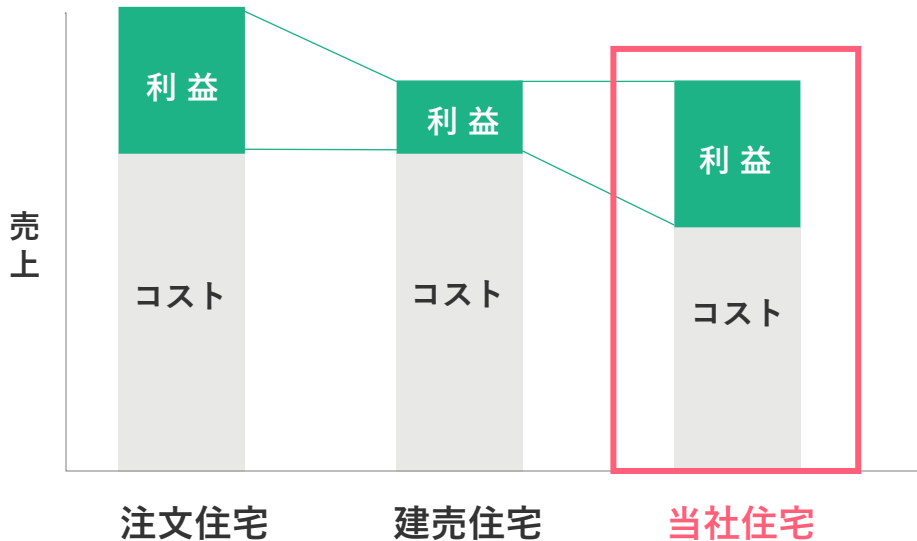 利 益
利 益
利 益
売上
コスト
コスト
コスト
注文住宅
建売住宅
当社住宅